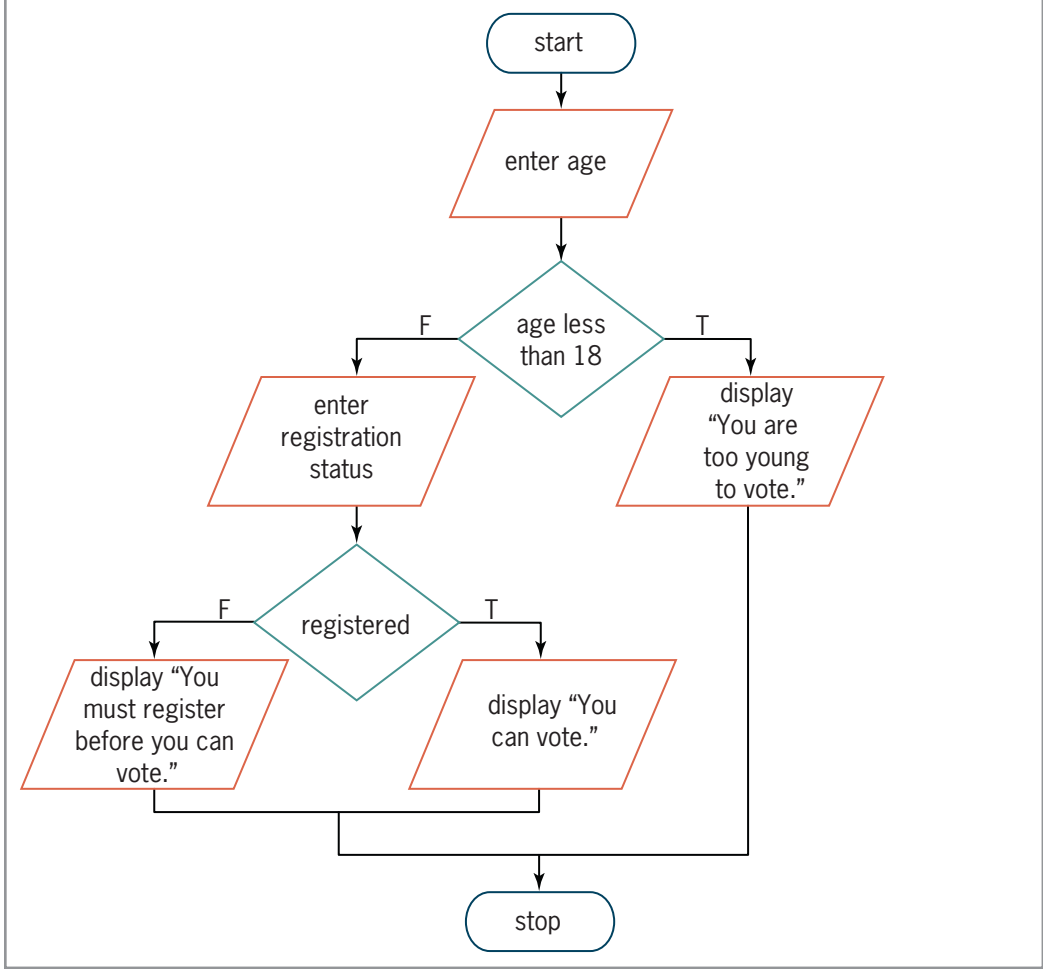 start
enter age
age less
than 18
F
T
enter
registration
status
display
“You are
too young
to vote.”
registered
F
T
display “You
must register
before you can
vote.”
display “You
can vote.”
stop